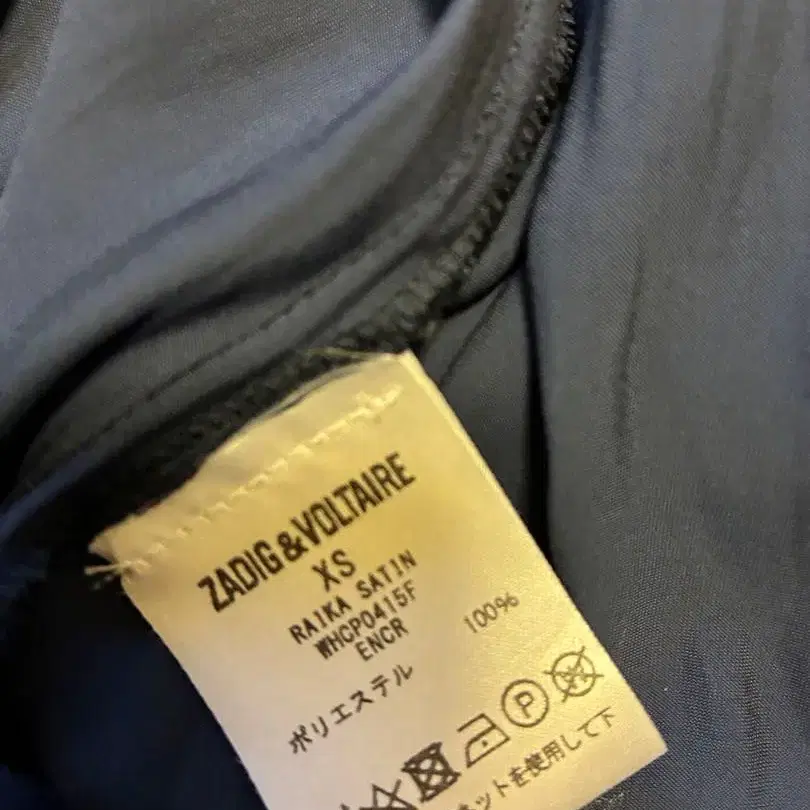 ZADIG&VOLTAIRE
XS
RAIKA SATIN
WHCP0415F
ENCR
ポリエステル 100%
P
ットを使用して下